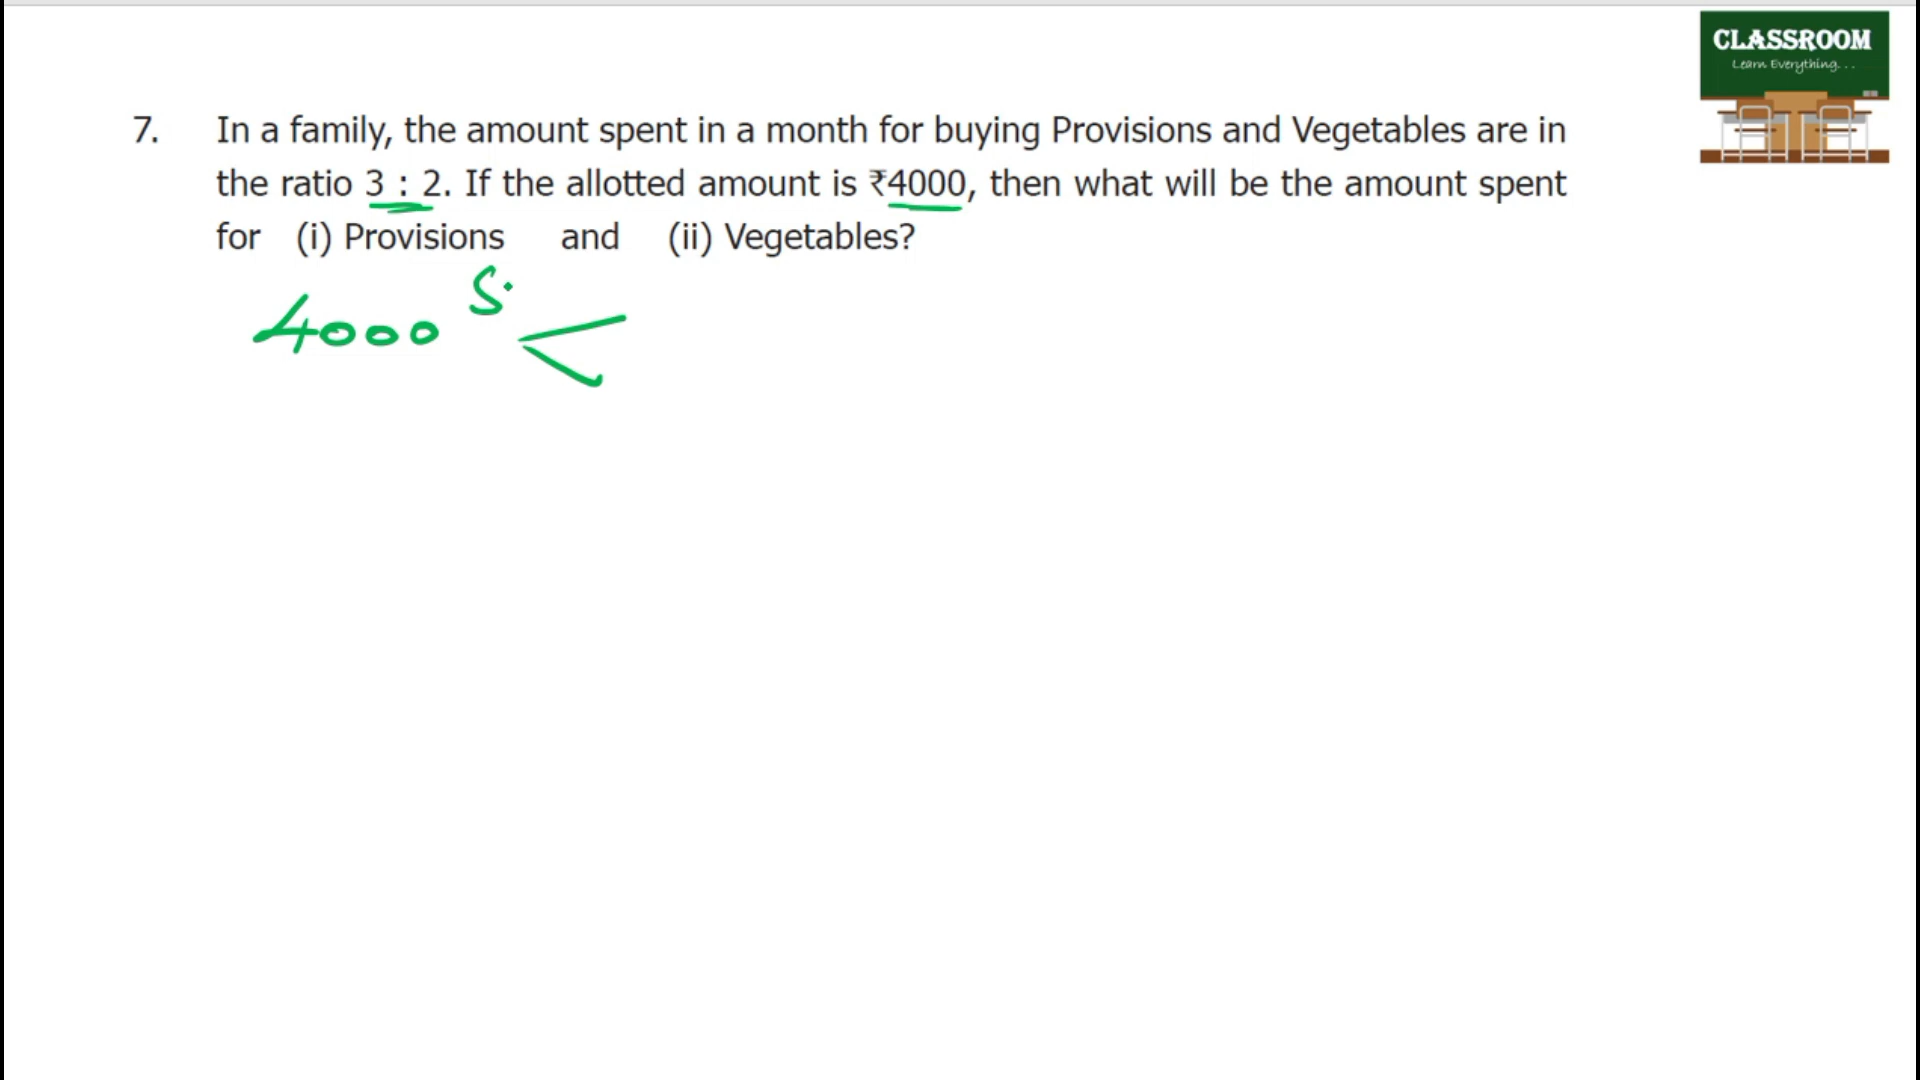 CLASSROOM
Learn Everything. . .
7. In a family, the amount spent in a month for buying Provisions and Vegetables are in
the ratio 3 : 2. If the allotted amount is ₹4000, then what will be the amount spent
for (i) Provisions and (ii) Vegetables?
4000 S.